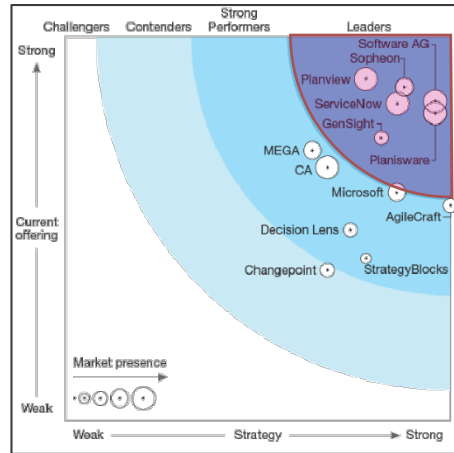 Challengers Contenders Strong Performers Leaders
Strong
Software AG
Sopheon
Planview
ServiceNow
GenSight
MEGA
Planisware
CA
Microsoft
AgileCraft
Current offering
Decision Lens
Changepoint
StrategyBlocks
Market presence
Weak
Weak Strategy Strong